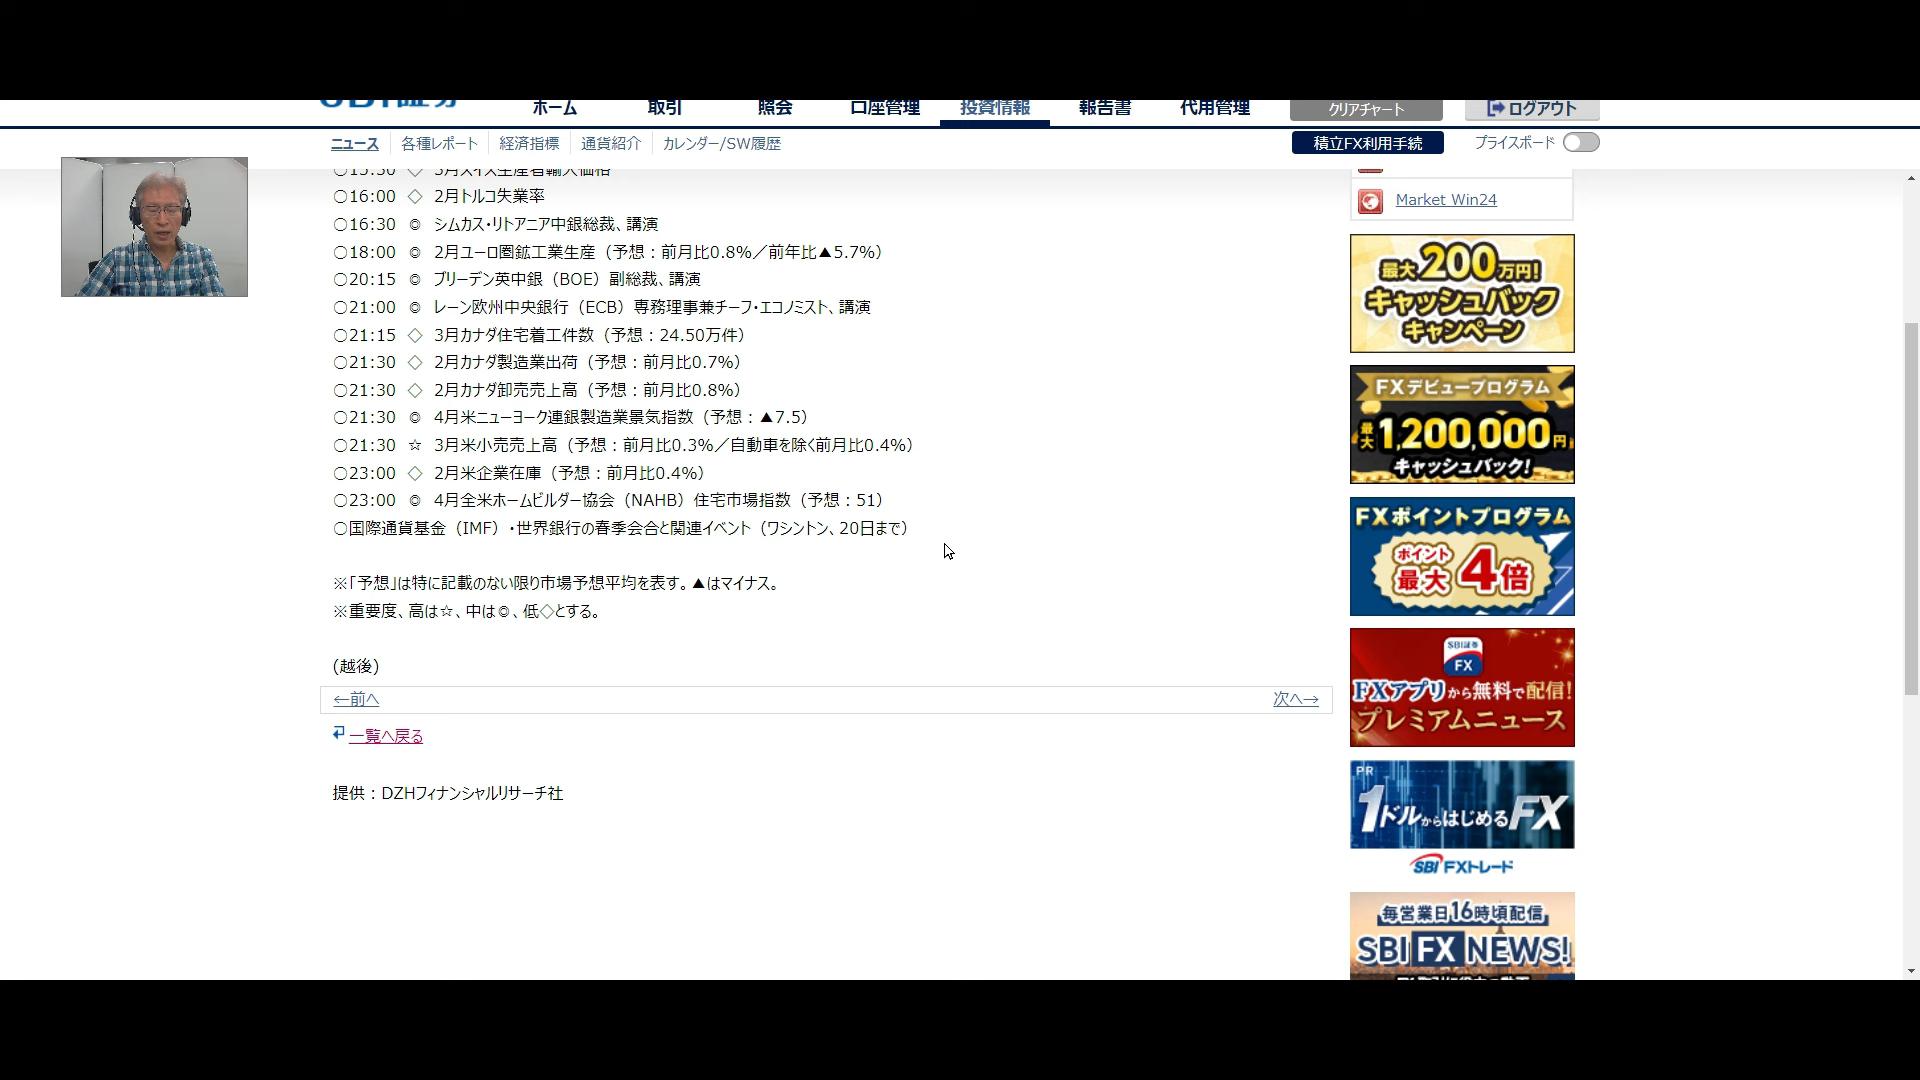 SBI証券
ホーム 取引 照会 口座管理 投資情報 報告書 代用管理 クリアチャート ログアウト
ニュース 各種レポート 経済指標 通貨紹介 カレンダー/SW履歴 積立FX利用手続 プライスボード
○15:30 ◇ 3月スイス生産者輸入価格
○16:00 ◇ 2月トルコ失業率
○16:30 ◎ シムカス・リトアニア中銀総裁、講演
○18:00 ◎ 2月ユーロ圏鉱工業生産（予想：前月比0.8%／前年比▲5.7%）
○20:15 ◎ ブリーデン英中銀（BOE）副総裁、講演
○21:00 ◎ レーン欧州中央銀行（ECB）専務理事兼チーフ・エコノミスト、講演
○21:15 ◇ 3月カナダ住宅着工件数（予想：24.50万件）
○21:30 ◇ 2月カナダ製造業出荷（予想：前月比0.7%）
○21:30 ◇ 2月カナダ卸売売上高（予想：前月比0.8%）
○21:30 ◎ 4月米ニューヨーク連銀製造業景気指数（予想：▲7.5）
○21:30 ☆ 3月米小売売上高（予想：前月比0.3%／自動車を除く前月比0.4%）
○23:00 ◇ 2月米企業在庫（予想：前月比0.4%）
○23:00 ◎ 4月全米ホームビルダー協会（NAHB）住宅市場指数（予想：51）
○国際通貨基金（IMF）・世界銀行の春季会合と関連イベント（ワシントン、20日まで）
※「予想」は特に記載のない限り市場予想平均を表す。▲はマイナス。
※重要度、高は☆、中は◎、低◇とする。
(越後)
←前へ 次へ→
一覧へ戻る
提供：DZHフィナンシャルリサーチ社
Market Win24
最大200万円!
キャッシュバック
キャンペーン
FXデビュープログラム
最大1,200,000円
キャッシュバック!
FXポイントプログラム
ポイント
最大4倍
SBI証券
FX
FXアプリから無料で配信!
プレミアムニュース
PR
1ドルからはじめるFX
SBI FXトレード
毎営業日16時頃配信
SBI FX NEWS!